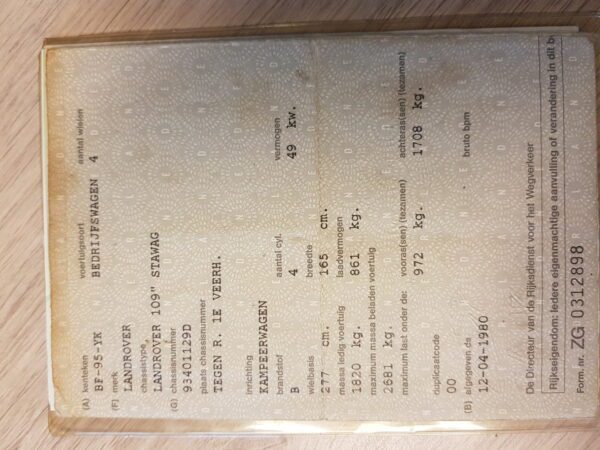 (A) kenteken voertuigsoort aantal wielen
BF-95-YK BEDRIJFSWAGEN 4
(F) merk
LANDROVER
chassistype
LANDROVER 109" STAWAG
(G) chassisnummer
93401129D
plaats chassisnummer
TEGEN R. 1E VEERH.
inrichting
KAMPEERWAGEN
brandstof aantal cyl. vermogen
B 4 49 kw.
wielbasis breedte
277 cm. 165 cm.
massa ledig voertuig laadvermogen
1820 kg. 861 kg.
maximum massa beladen voertuig
2681 kg.
maximum last onder de: vooras(sen) (tezamen) achteras(sen) (tezamen)
972 kg. 1708 kg.
duplicaatcode
00
(B) afgegeven de bruto bpm
12-04-1980
De Directeur van de Rijksdienst voor het Wegverkeer
Rijkseigendom: Iedere eigenmachtige aanvulling of verandering in dit
Form. nr. ZG 0312898